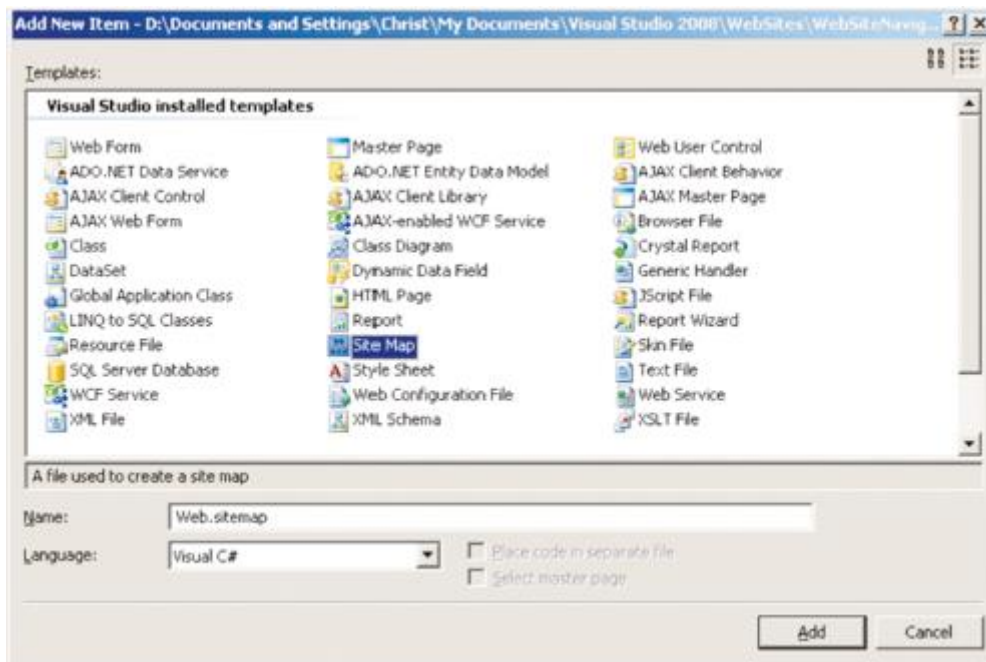 Add New Item - D:\Documents and Settings\Christ\My Documents\Visual Studio 2008\WebSites\WebSiteNavig...
Templates:
Visual Studio installed templates
Web Form Master Page Web User Control
ADO.NET Data Service ADO.NET Entity Data Model AJAX Client Behavior
AJAX Client Control AJAX Client Library AJAX Master Page
AJAX Web Form AJAX-enabled WCF Service Browser File
Class Class Diagram Crystal Report
DataSet Dynamic Data Field Generic Handler
Global Application Class HTML Page JScript File
LINQ to SQL Classes Report Report Wizard
Resource File Site Map Skin File
SQL Server Database Style Sheet Text File
WCF Service Web Configuration File Web Service
XML File XML Schema XSLT File
A file used to create a site map
Name: Web.sitemap
Language: Visual C# Place code in separate file
Select master page
Add Cancel